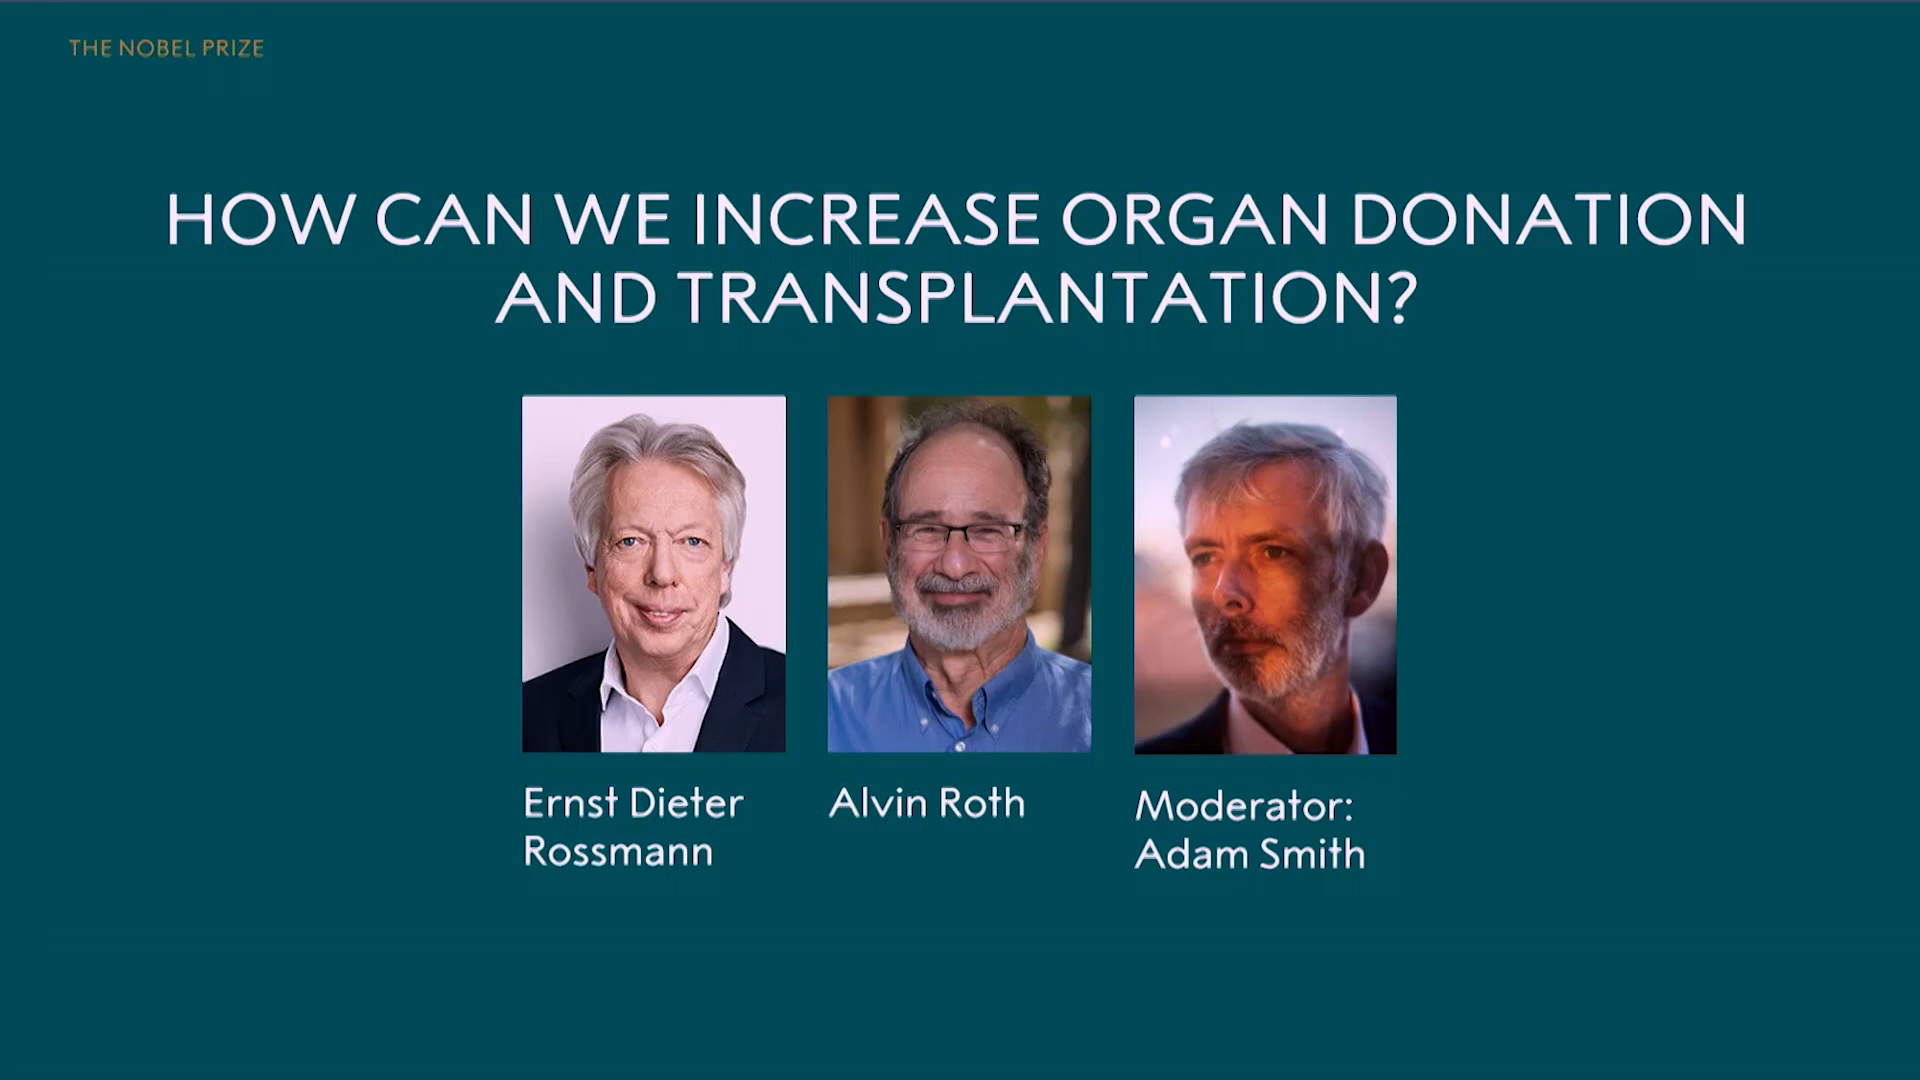 THE NOBEL PRIZE
HOW CAN WE INCREASE ORGAN DONATION
AND TRANSPLANTATION?
Ernst Dieter
Rossmann
Alvin Roth
Moderator:
Adam Smith